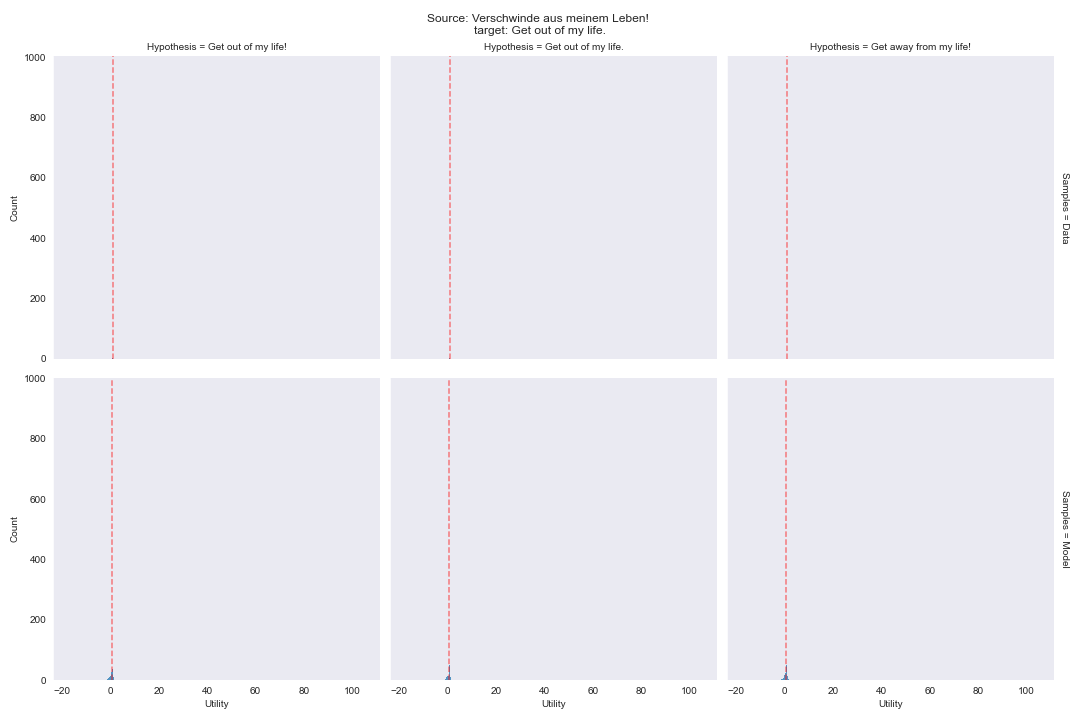 Source: Verschwinde aus meinem Leben!
target: Get out of my life.
Hypothesis = Get out of my life!
Hypothesis = Get out of my life.
Hypothesis = Get away from my life!
1000
800
600
400
200
0
Count
Samples = Data
1000
800
600
400
200
0
Count
Samples = Model
−20 0 20 40 60 80 100
−20 0 20 40 60 80 100
−20 0 20 40 60 80 100
Utility
Utility
Utility